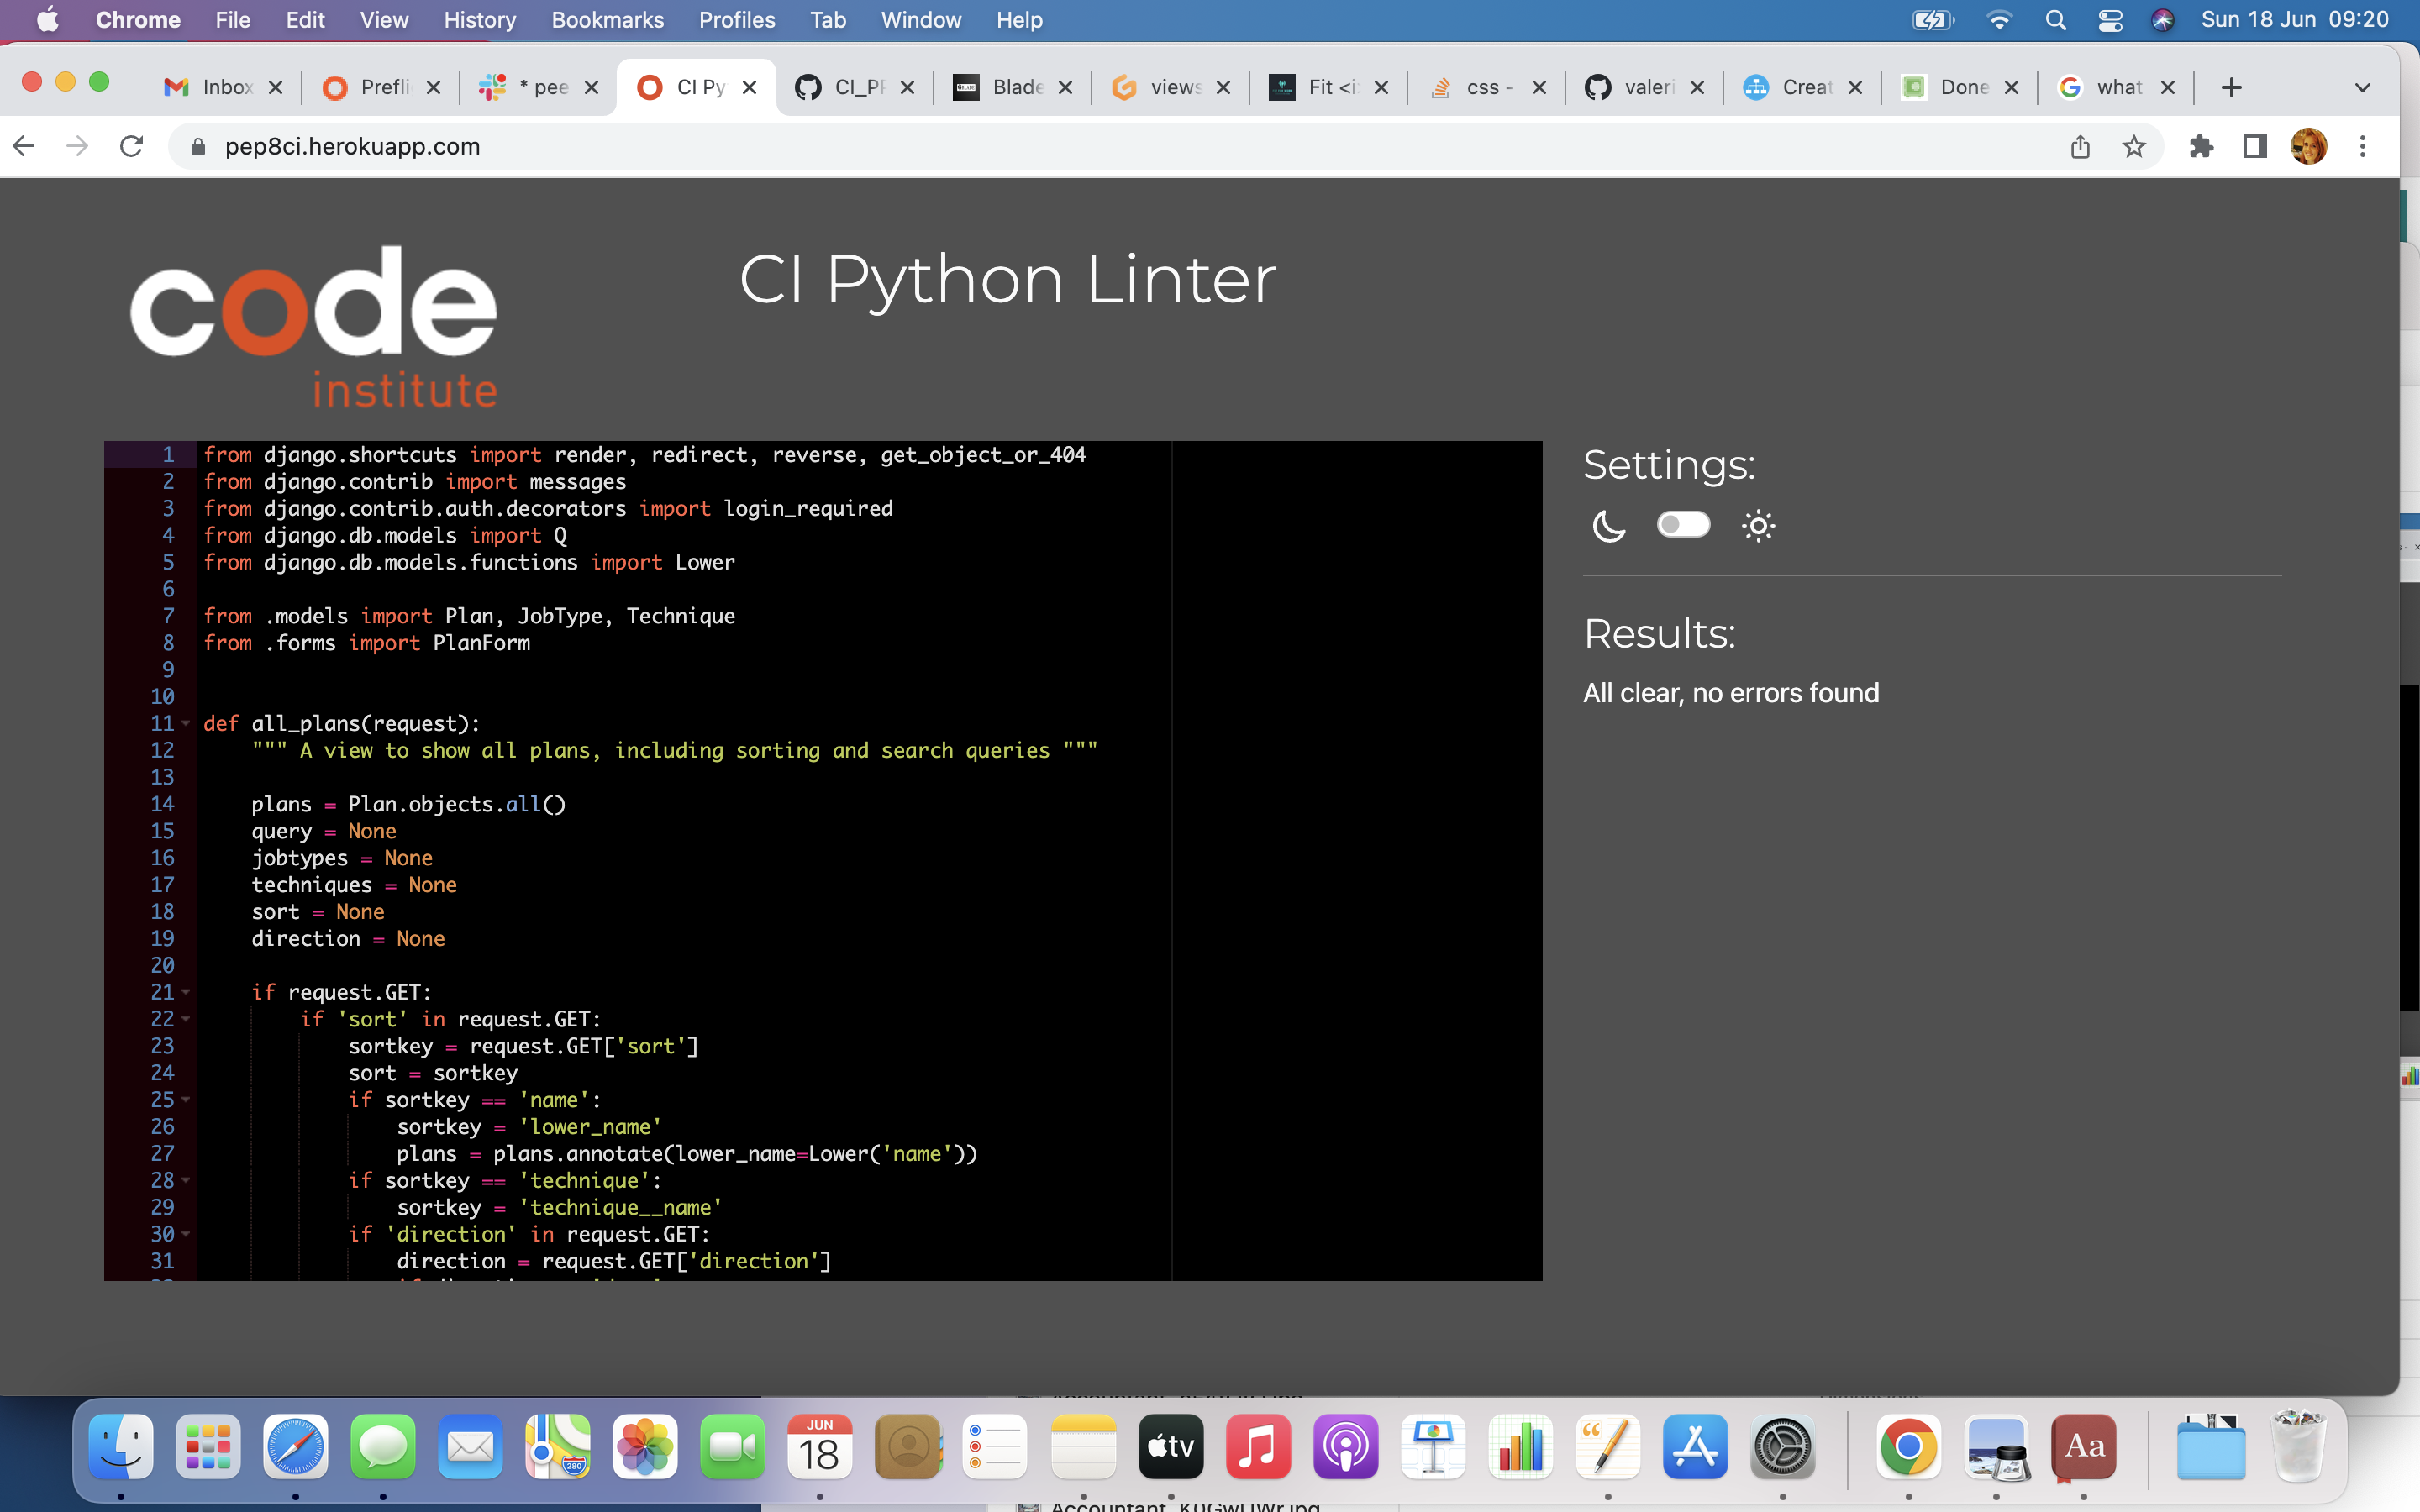 Chrome File Edit View History Bookmarks Profiles Tab Window Help Sun 18 Jun 09:20
Inbox Prefli * pee CI Py CI_PP Blade views Fit <i css - valeri Creat Done what
pep8ci.herokuapp.com
code
institute
CI Python Linter
1 from django.shortcuts import render, redirect, reverse, get_object_or_404
2 from django.contrib import messages
3 from django.contrib.auth.decorators import login_required
4 from django.db.models import Q
5 from django.db.models.functions import Lower
6
7 from .models import Plan, JobType, Technique
8 from .forms import PlanForm
9
10
11 def all_plans(request):
12 """ A view to show all plans, including sorting and search queries """
13
14 plans = Plan.objects.all()
15 query = None
16 jobtypes = None
17 techniques = None
18 sort = None
19 direction = None
20
21 if request.GET:
22 if 'sort' in request.GET:
23 sortkey = request.GET['sort']
24 sort = sortkey
25 if sortkey == 'name':
26 sortkey = 'lower_name'
27 plans = plans.annotate(lower_name=Lower('name'))
28 if sortkey == 'technique':
29 sortkey = 'technique__name'
30 if 'direction' in request.GET:
31 direction = request.GET['direction']
Settings:
Results:
All clear, no errors found
JUN
18
280
tv
Aa
Accountant_K0GwUWr.jpg